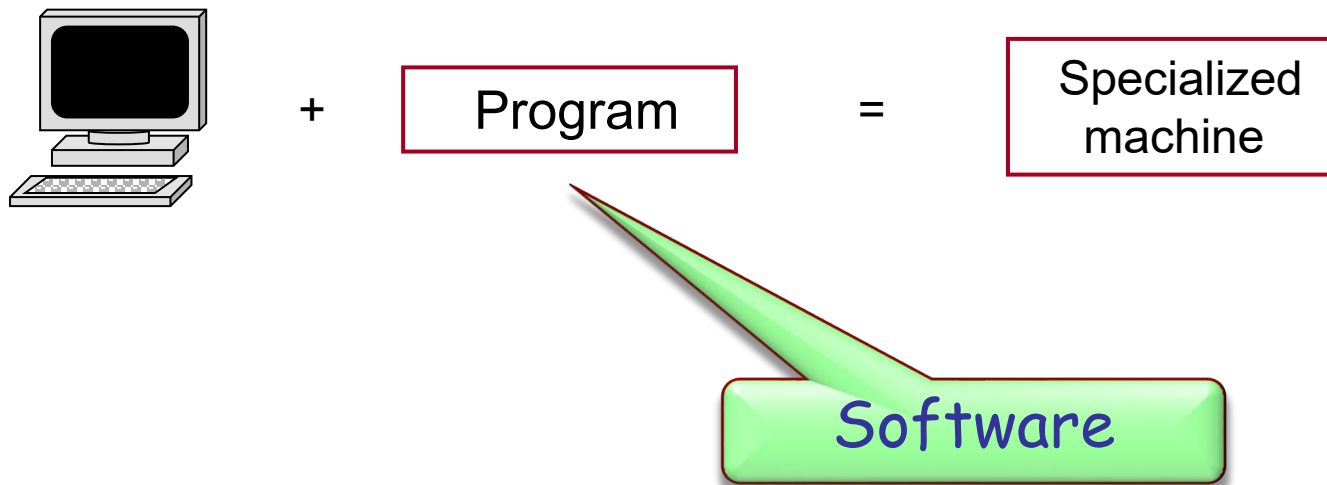 +
Program
=
Specialized
machine
Software